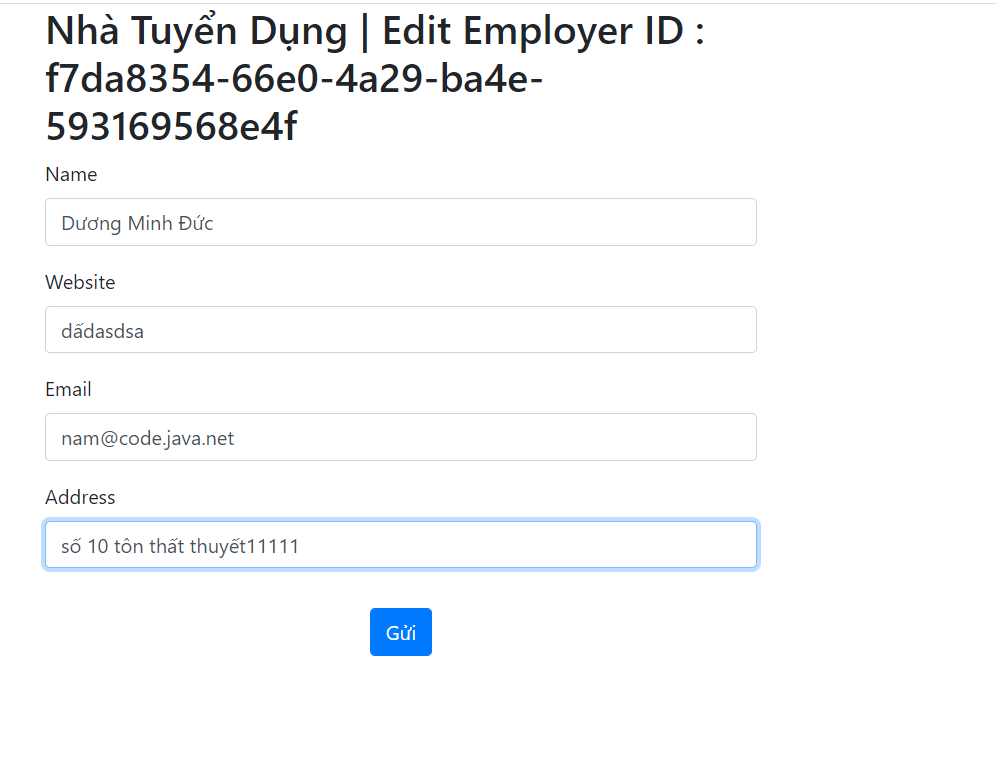 Nhà Tuyển Dụng | Edit Employer ID :
f7da8354-66e0-4a29-ba4e-
593169568e4f
Name
Dương Minh Đức
Website
dấdasdsa
Email
nam@code.java.net
Address
số 10 tôn thất thuyết11111
Gửi